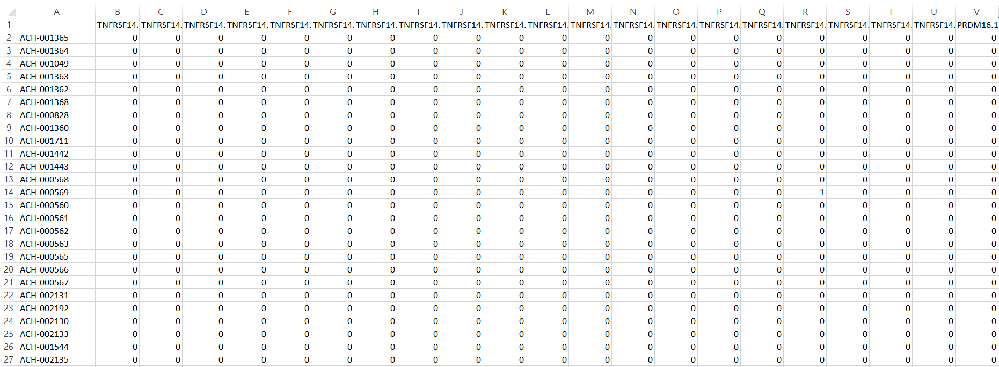 A B C D E F G H I J K L M N O P Q R S T U V
1 TNFRSF14. TNFRSF14. TNFRSF14. TNFRSF14. TNFRSF14. TNFRSF14. TNFRSF14. TNFRSF14. TNFRSF14. TNFRSF14. TNFRSF14. TNFRSF14. TNFRSF14. TNFRSF14. TNFRSF14. TNFRSF14. TNFRSF14. TNFRSF14. TNFRSF14. TNFRSF14. PRDM16.1
2 ACH-001365 0 0 0 0 0 0 0 0 0 0 0 0 0 0 0 0 0 0 0 0 0
3 ACH-001364 0 0 0 0 0 0 0 0 0 0 0 0 0 0 0 0 0 0 0 0 0
4 ACH-001049 0 0 0 0 0 0 0 0 0 0 0 0 0 0 0 0 0 0 0 0 0
5 ACH-001363 0 0 0 0 0 0 0 0 0 0 0 0 0 0 0 0 0 0 0 0 0
6 ACH-001362 0 0 0 0 0 0 0 0 0 0 0 0 0 0 0 0 0 0 0 0 0
7 ACH-001368 0 0 0 0 0 0 0 0 0 0 0 0 0 0 0 0 0 0 0 0 0
8 ACH-000828 0 0 0 0 0 0 0 0 0 0 0 0 0 0 0 0 0 0 0 0 0
9 ACH-001360 0 0 0 0 0 0 0 0 0 0 0 0 0 0 0 0 0 0 0 0 0
10 ACH-001711 0 0 0 0 0 0 0 0 0 0 0 0 0 0 0 0 0 0 0 0 0
11 ACH-001442 0 0 0 0 0 0 0 0 0 0 0 0 0 0 0 0 0 0 0 0 0
12 ACH-001443 0 0 0 0 0 0 0 0 0 0 0 0 0 0 0 0 0 0 0 0 0
13 ACH-000568 0 0 0 0 0 0 0 0 0 0 0 0 0 0 0 0 0 0 0 0 0
14 ACH-000569 0 0 0 0 0 0 0 0 0 0 0 0 0 0 0 0 1 0 0 0 0
15 ACH-000560 0 0 0 0 0 0 0 0 0 0 0 0 0 0 0 0 0 0 0 0 0
16 ACH-000561 0 0 0 0 0 0 0 0 0 0 0 0 0 0 0 0 0 0 0 0 0
17 ACH-000562 0 0 0 0 0 0 0 0 0 0 0 0 0 0 0 0 0 0 0 0 0
18 ACH-000563 0 0 0 0 0 0 0 0 0 0 0 0 0 0 0 0 0 0 0 0 0
19 ACH-000565 0 0 0 0 0 0 0 0 0 0 0 0 0 0 0 0 0 0 0 0 0
20 ACH-000566 0 0 0 0 0 0 0 0 0 0 0 0 0 0 0 0 0 0 0 0 0
21 ACH-000567 0 0 0 0 0 0 0 0 0 0 0 0 0 0 0 0 0 0 0 0 0
22 ACH-002131 0 0 0 0 0 0 0 0 0 0 0 0 0 0 0 0 0 0 0 0 0
23 ACH-002192 0 0 0 0 0 0 0 0 0 0 0 0 0 0 0 0 0 0 0 0 0
24 ACH-002130 0 0 0 0 0 0 0 0 0 0 0 0 0 0 0 0 0 0 0 0 0
25 ACH-002133 0 0 0 0 0 0 0 0 0 0 0 0 0 0 0 0 0 0 0 0 0
26 ACH-001544 0 0 0 0 0 0 0 0 0 0 0 0 0 0 0 0 0 0 0 0 0
27 ACH-002135 0 0 0 0 0 0 0 0 0 0 0 0 0 0 0 0 0 0 0 0 0